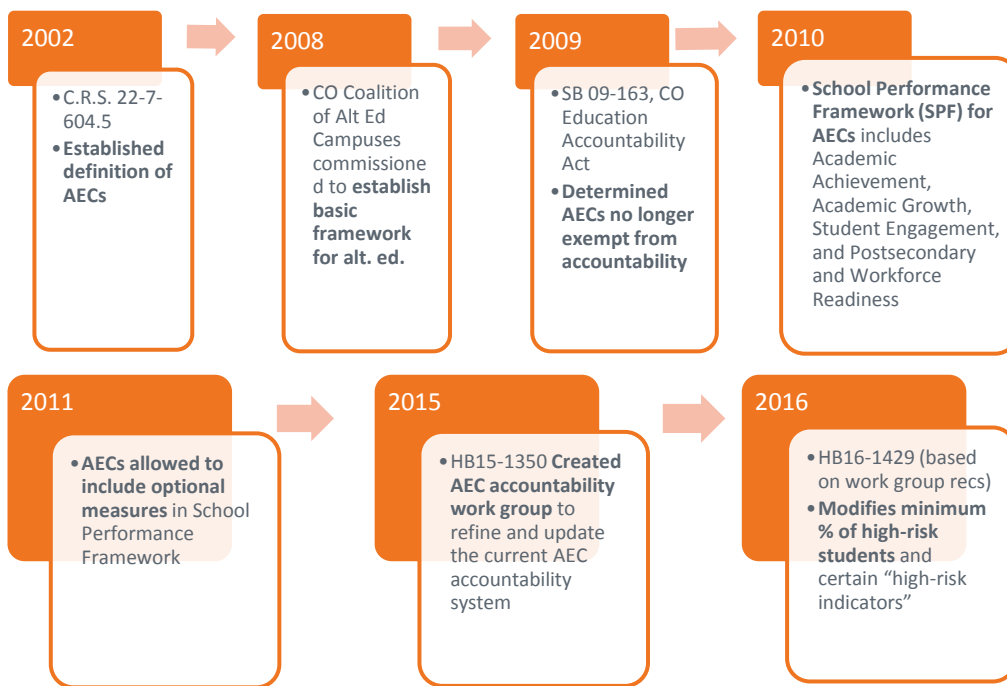 2002
•C.R.S. 22-7-
604.5
•Established
definition of
AECs
2008
•CO Coalition
of Alt Ed
Campuses
commissione
d to establish
basic
framework
for alt. ed.
2009
•SB 09-163, CO
Education
Accountability
Act
•Determined
AECs no longer
exempt from
accountability
2010
•School Performance
Framework (SPF) for
AECs includes
Academic
Achievement,
Academic Growth,
Student Engagement,
and Postsecondary
and Workforce
Readiness
2011
•AECs allowed to
include optional
measures in School
Performance
Framework
2015
•HB15-1350 Created
AEC accountability
work group to
refine and update
the current AEC
accountability
system
2016
•HB16-1429 (based
on work group recs)
•Modifies minimum
% of high-risk
students and
certain “high-risk
indicators”